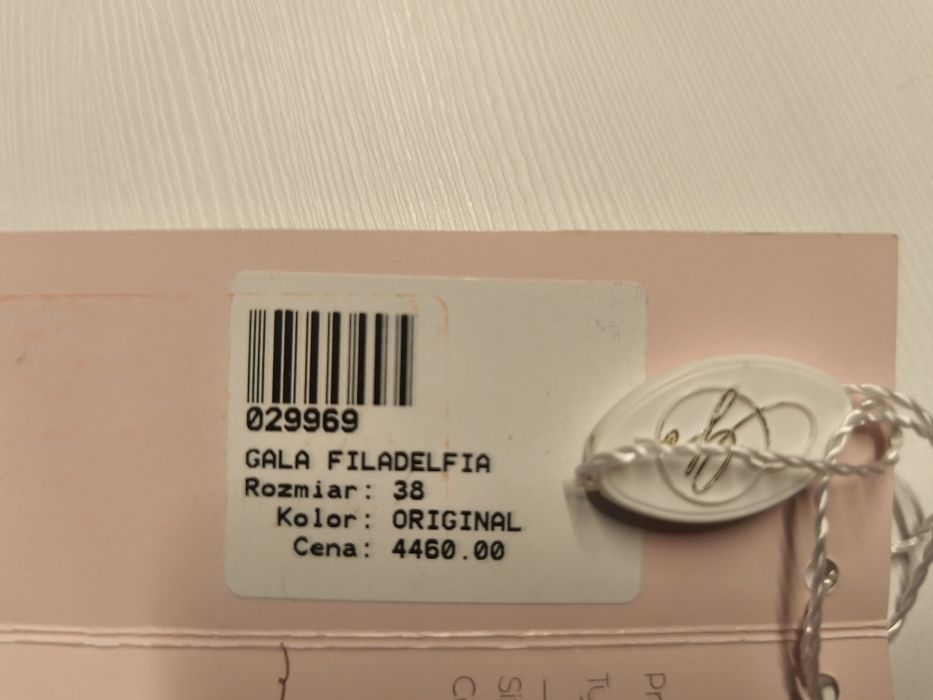 029969
GALA FILADELFIA
Rozmiar: 38
Kolor: ORIGINAL
Cena: 4460.00